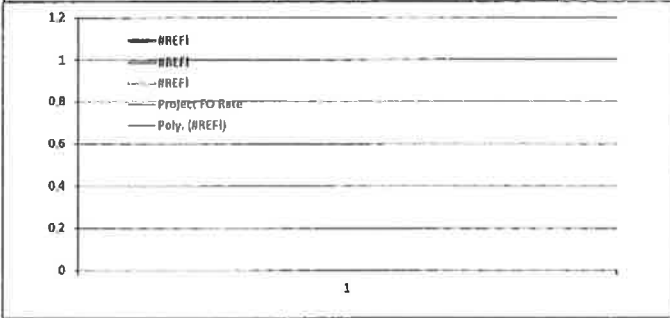 1,2
1
0,8
0,6
0,4
0,2
0
#REF!
#REF!
#REF!
Project FO Rate
Poly. (#REF!)
1